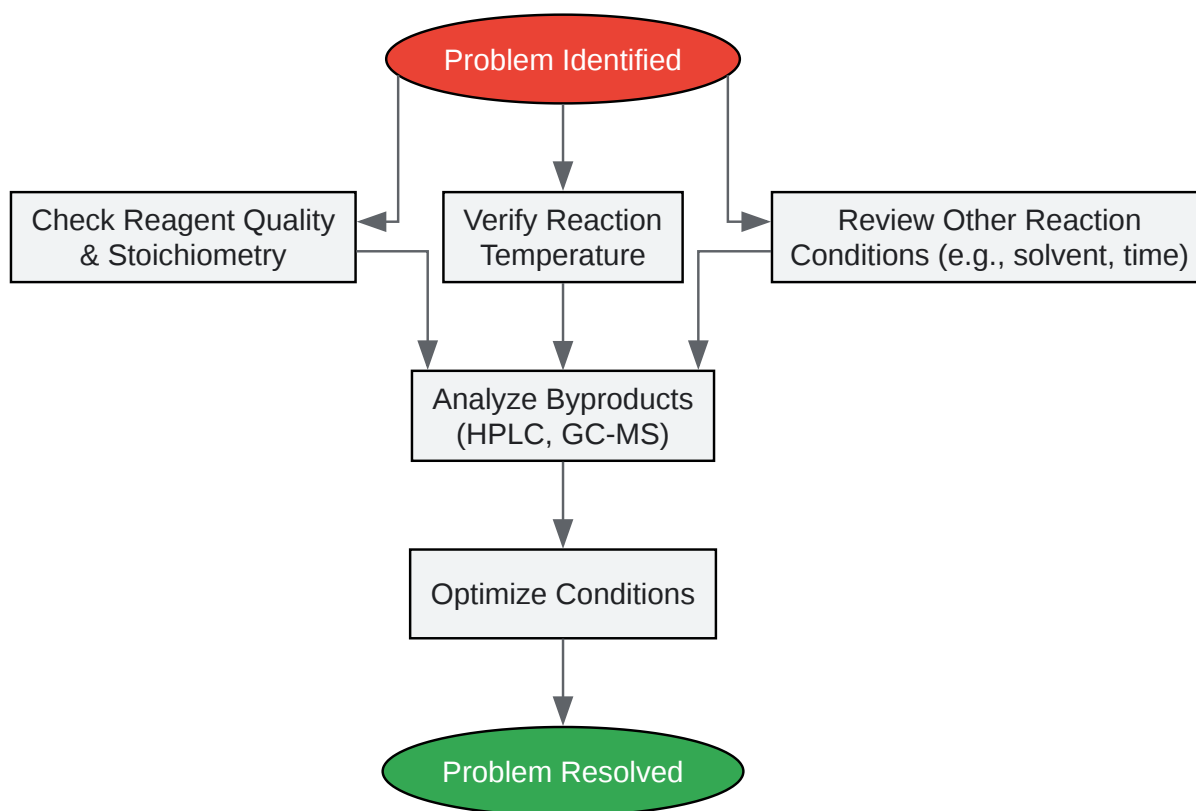 Problem Identified
Check Reagent Quality
& Stoichiometry
Verify Reaction
Temperature
Review Other Reaction
Conditions (e.g., solvent, time)
Analyze Byproducts
(HPLC, GC-MS)
Optimize Conditions
Problem Resolved